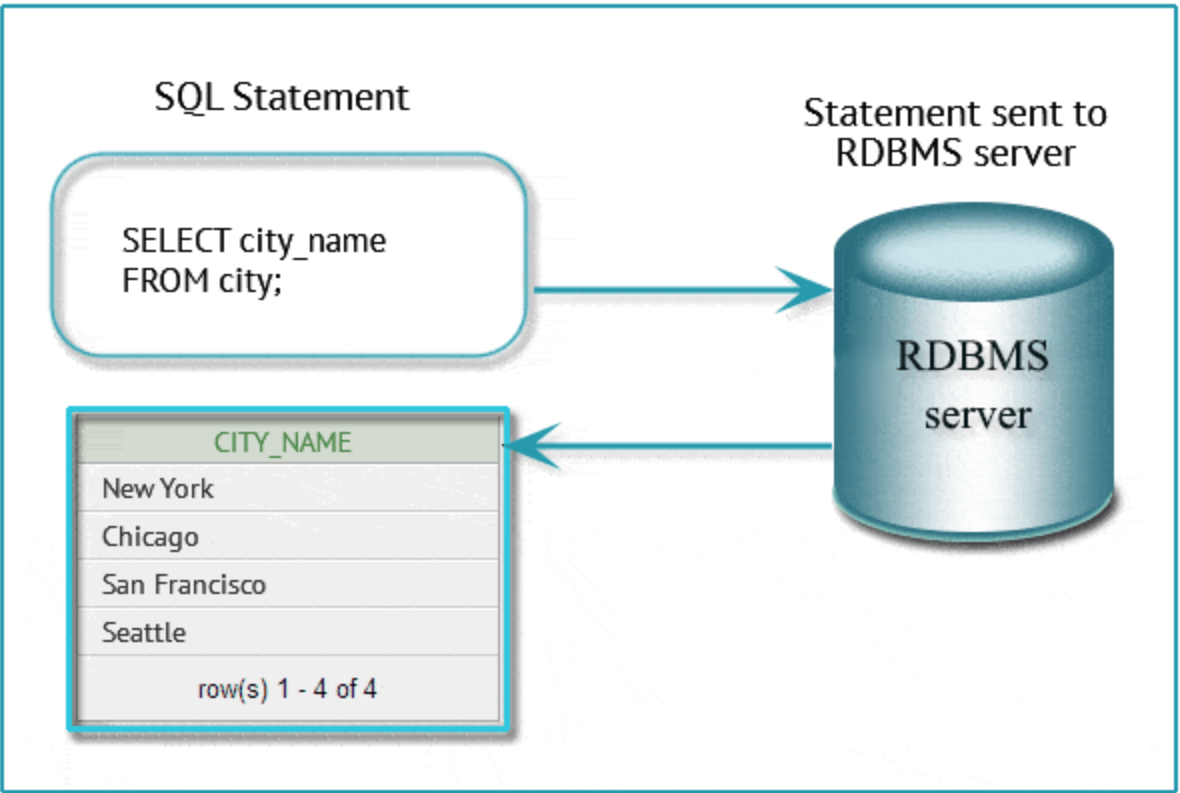 SQL Statement
SELECT city_name
FROM city;
Statement sent to
RDBMS server
RDBMS
server
CITY_NAME
New York
Chicago
San Francisco
Seattle
row(s) 1 - 4 of 4